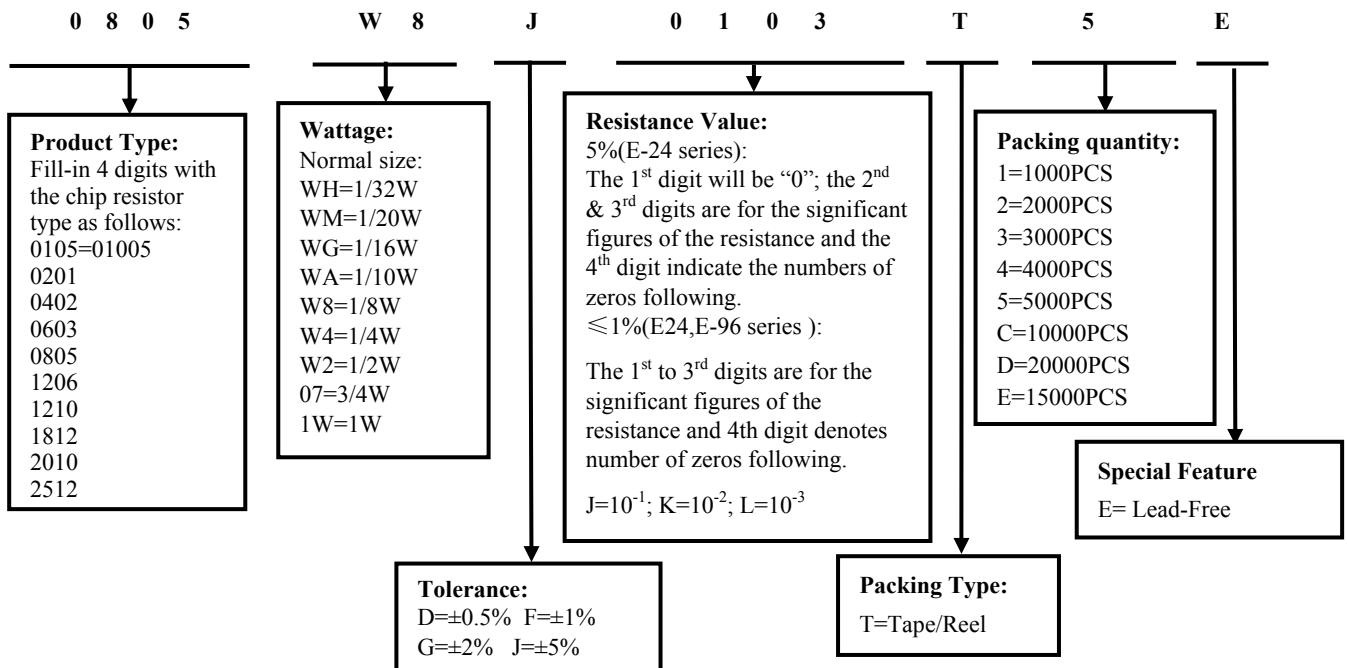 0 8 0 5 W 8 J 0 1 0 3 T 5 E
Product Type:
Fill-in 4 digits with
the chip resistor
type as follows:
0105=01005
0201
0402
0603
0805
1206
1210
1812
2010
2512
Wattage:
Normal size:
WH=1/32W
WM=1/20W
WG=1/16W
WA=1/10W
W8=1/8W
W4=1/4W
W2=1/2W
07=3/4W
1W=1W
Resistance Value:
5%(E-24 series):
The 1st digit will be “0”; the 2nd
& 3rd digits are for the significant
figures of the resistance and the
4th digit indicate the numbers of
zeros following.
≦1%(E24,E-96 series ):
The 1st to 3rd digits are for the
significant figures of the
resistance and 4th digit denotes
number of zeros following.
J=10-1; K=10-2; L=10-3
Packing quantity:
1=1000PCS
2=2000PCS
3=3000PCS
4=4000PCS
5=5000PCS
C=10000PCS
D=20000PCS
E=15000PCS
Special Feature
E= Lead-Free
Tolerance:
D=±0.5% F=±1%
G=±2% J=±5%
Packing Type:
T=Tape/Reel